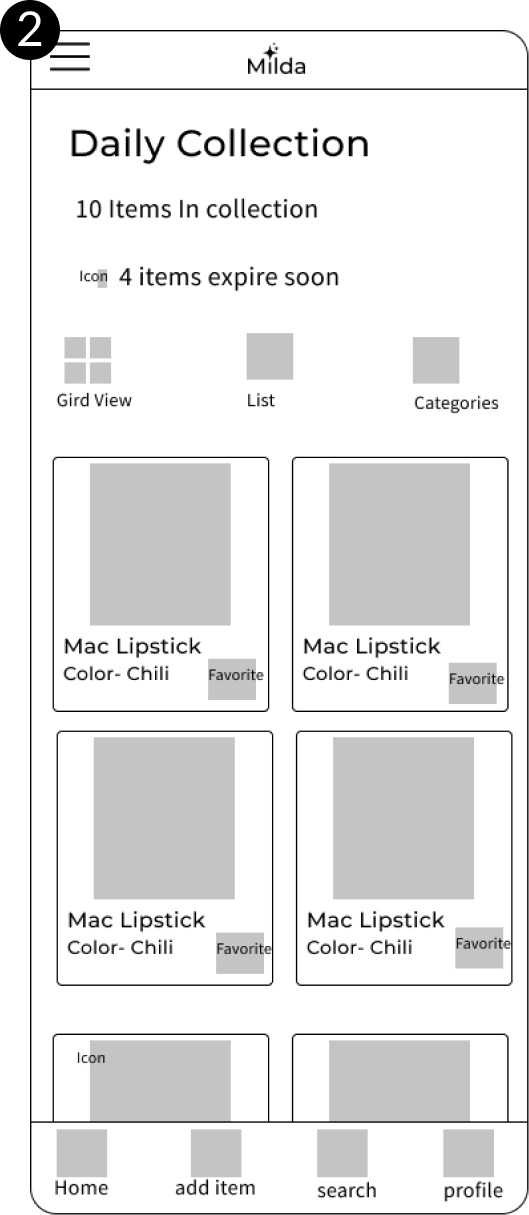 2
Milda
Daily Collection
10 Items In collection
Icon 4 items expire soon
Gird View List Categories
Mac Lipstick Mac Lipstick
Color- Chili Favorite Color- Chili Favorite
Mac Lipstick Mac Lipstick
Color- Chili Favorite Color- Chili Favorite
Icon
Home add item search profile